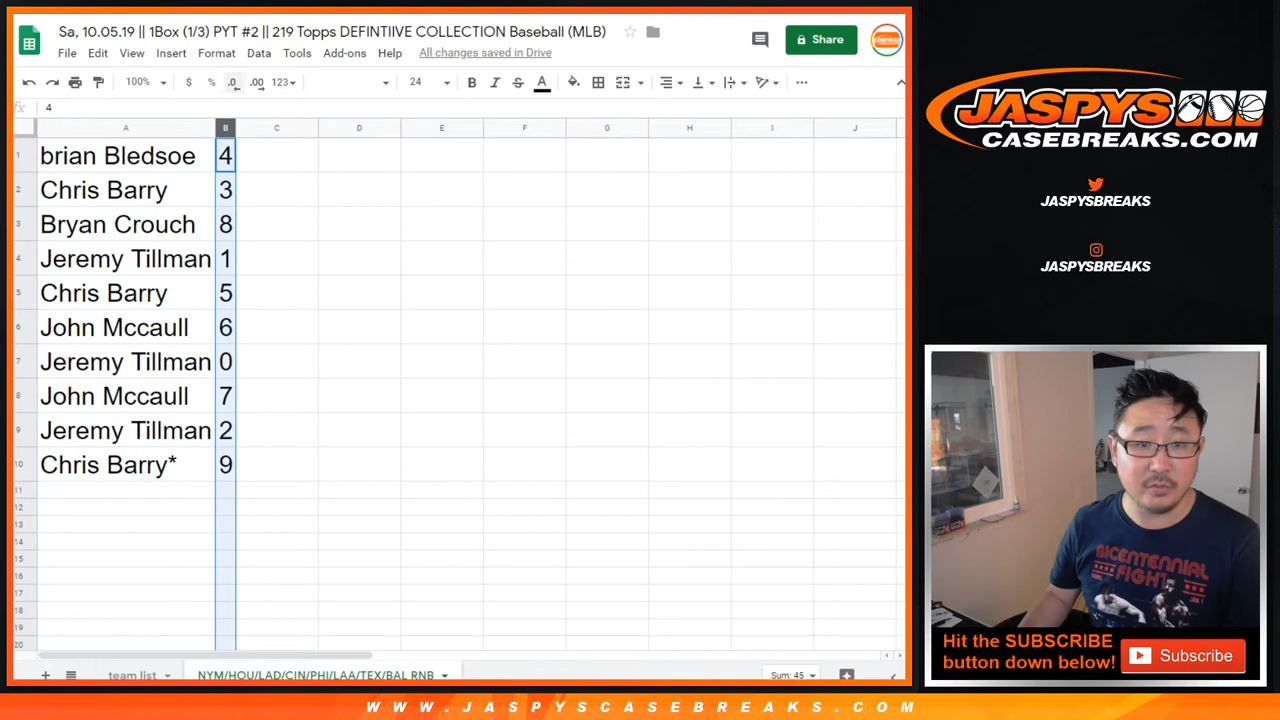 Sa, 10.05.19 || 1Box (1/3) PYT #2 || 219 Topps DEFINTIIVE COLLECTION Baseball (MLB)
File Edit View Insert Format Data Tools Add-ons Help All changes saved in Drive
Share
100% $ % .0 .00 123 24 B I S A
fx 4
A B C D E F G H I J
1 brian Bledsoe 4
2 Chris Barry 3
3 Bryan Crouch 8
4 Jeremy Tillman 1
5 Chris Barry 5
6 John Mccaull 6
7 Jeremy Tillman 0
8 John Mccaull 7
9 Jeremy Tillman 2
10 Chris Barry* 9
11
12
13
14
15
16
17
18
19
20
team list NYM/HOU/LAD/CIN/PHI/LAA/TEX/BAL RNB Sum: 45
JASPYS
CASEBREAKS.COM
JASPYSBREAKS
JASPYSBREAKS
BICENTENNIAL
FIGHT
Hit the SUBSCRIBE
button down below!
Subscribe
WWW.JASPYSCASEBREAKS.COM